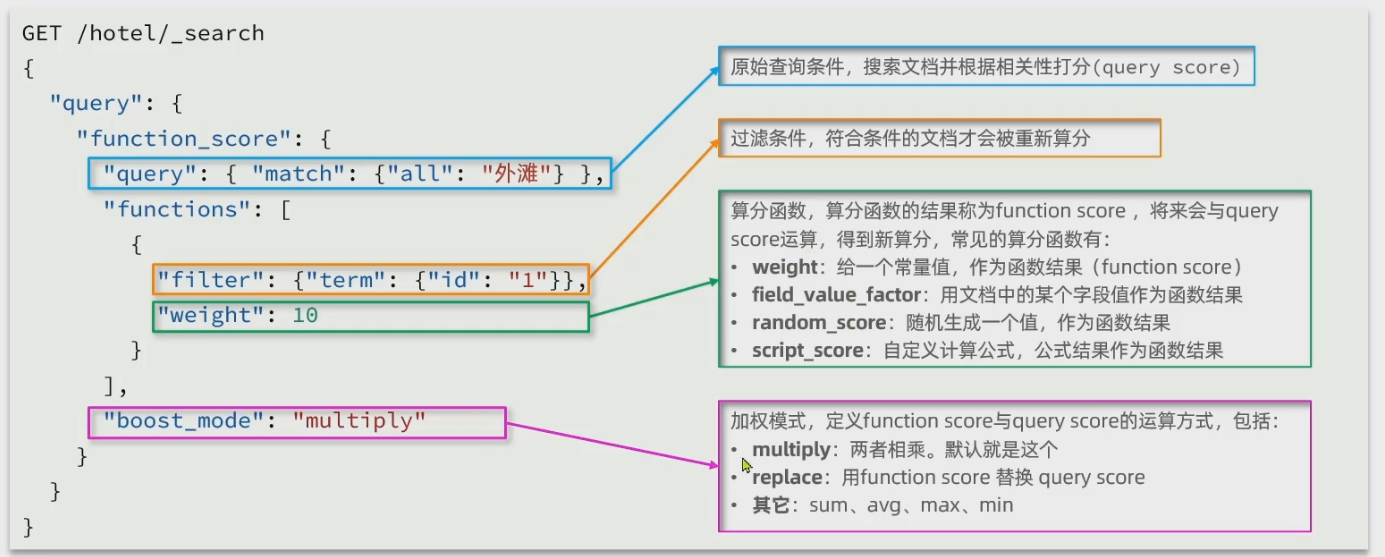 GET /hotel/_search
{
"query": {
"function_score": {
"query": { "match": {"all": "外滩"} },
"functions": [
{
"filter": {"term": {"id": "1"}},
"weight": 10
}
],
"boost_mode": "multiply"
}
}
}
原始查询条件，搜索文档并根据相关性打分(query score)
过滤条件，符合条件的文档才会被重新算分
算分函数，算分函数的结果称为function score ，将来会与query
score运算，得到新算分，常见的算分函数有：
• weight：给一个常量值，作为函数结果（function score）
• field_value_factor：用文档中的某个字段值作为函数结果
• random_score：随机生成一个值，作为函数结果
• script_score：自定义计算公式，公式结果作为函数结果
加权模式，定义function score与query score的运算方式，包括：
• multiply：两者相乘。默认就是这个
• replace：用function score 替换 query score
• 其它：sum、avg、max、min